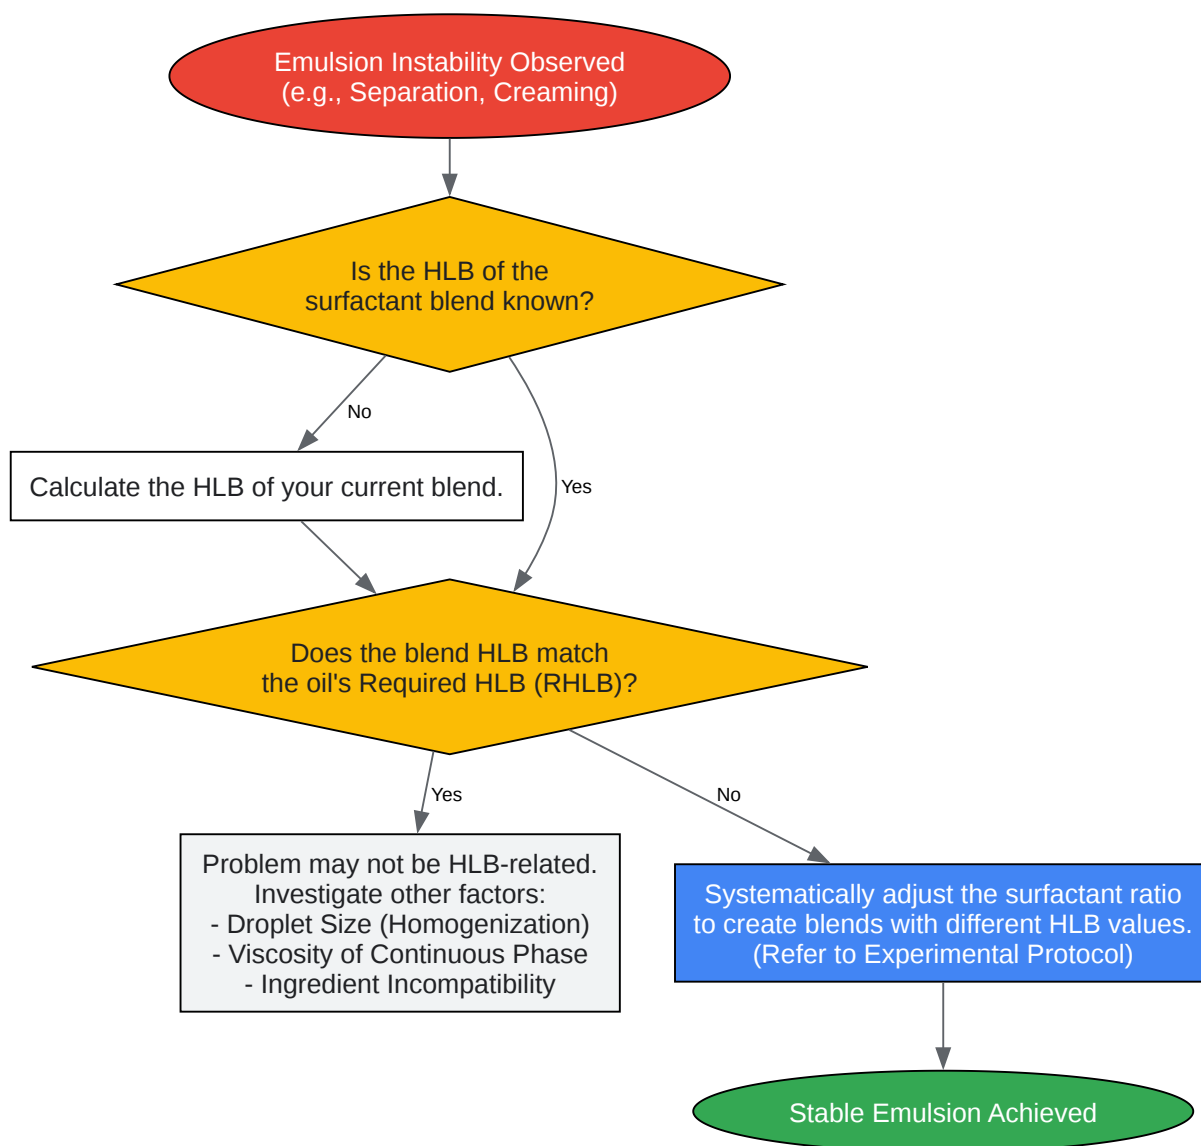 Emulsion Instability Observed
(e.g., Separation, Creaming)
Is the HLB of the
surfactant blend known?
No
Calculate the HLB of your current blend.
Yes
Does the blend HLB match
the oil's Required HLB (RHLB)?
Yes
No
Problem may not be HLB-related.
Investigate other factors:
- Droplet Size (Homogenization)
- Viscosity of Continuous Phase
- Ingredient Incompatibility
Systematically adjust the surfactant ratio
to create blends with different HLB values.
(Refer to Experimental Protocol)
Stable Emulsion Achieved